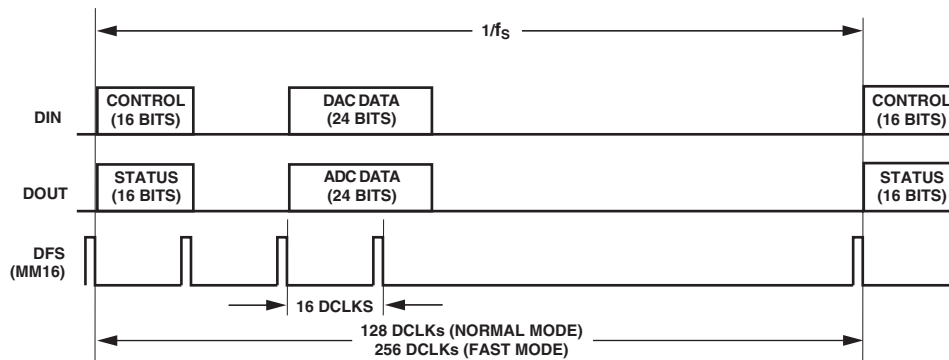 1/fS
DIN
CONTROL
(16 BITS)
DAC DATA
(24 BITS)
CONTROL
(16 BITS)
DOUT
STATUS
(16 BITS)
ADC DATA
(24 BITS)
STATUS
(16 BITS)
DFS
(MM16)
16 DCLKS
128 DCLKs (NORMAL MODE)
256 DCLKs (FAST MODE)